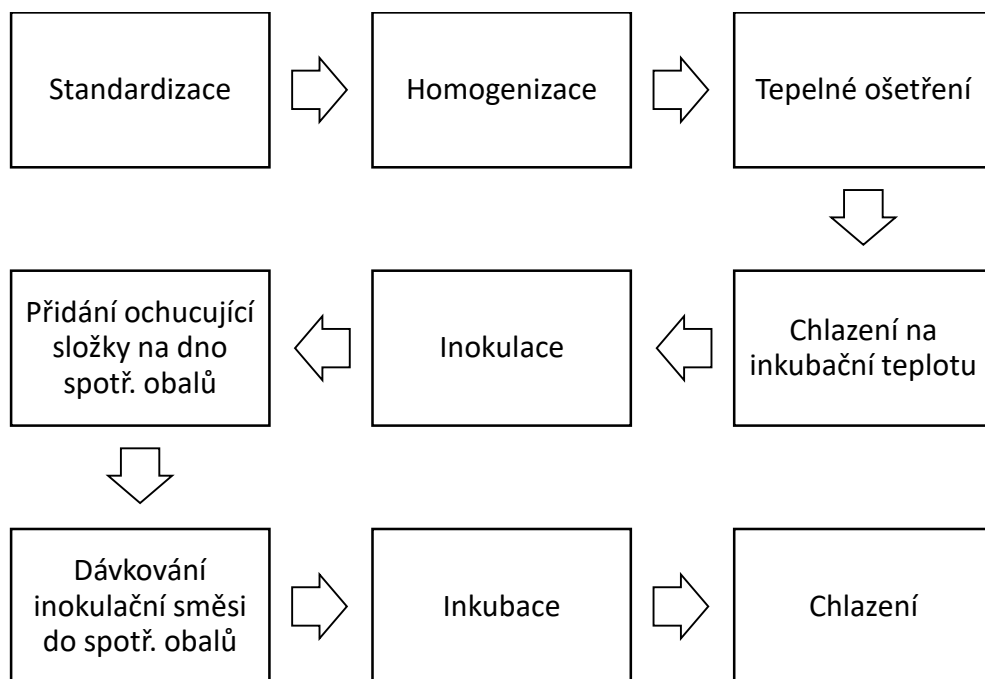 Standardizace
Homogenizace
Tepelné ošetření
Chlazení na
inkubační teplotu
Inokulace
Přidání ochucující
složky na dno
spotř. obalů
Dávkování
inokulační směsi
do spotř. obalů
Inkubace
Chlazení